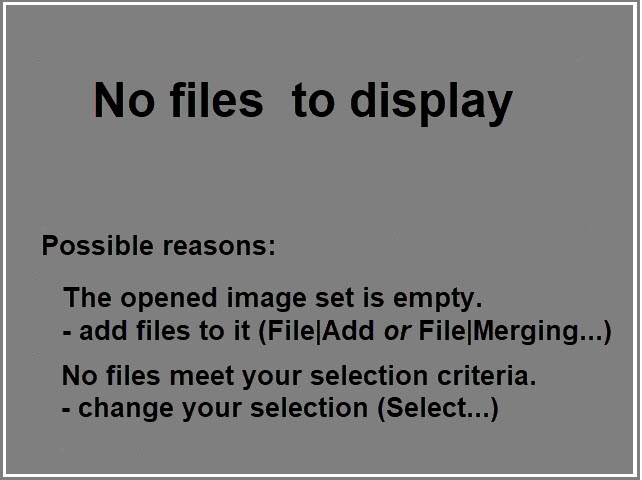 No files  to display
Possible reasons:
The opened image set is empty.
- add files to it (File|Add or File|Merging...)
No files meet your selection criteria.
- change your selection (Select...)